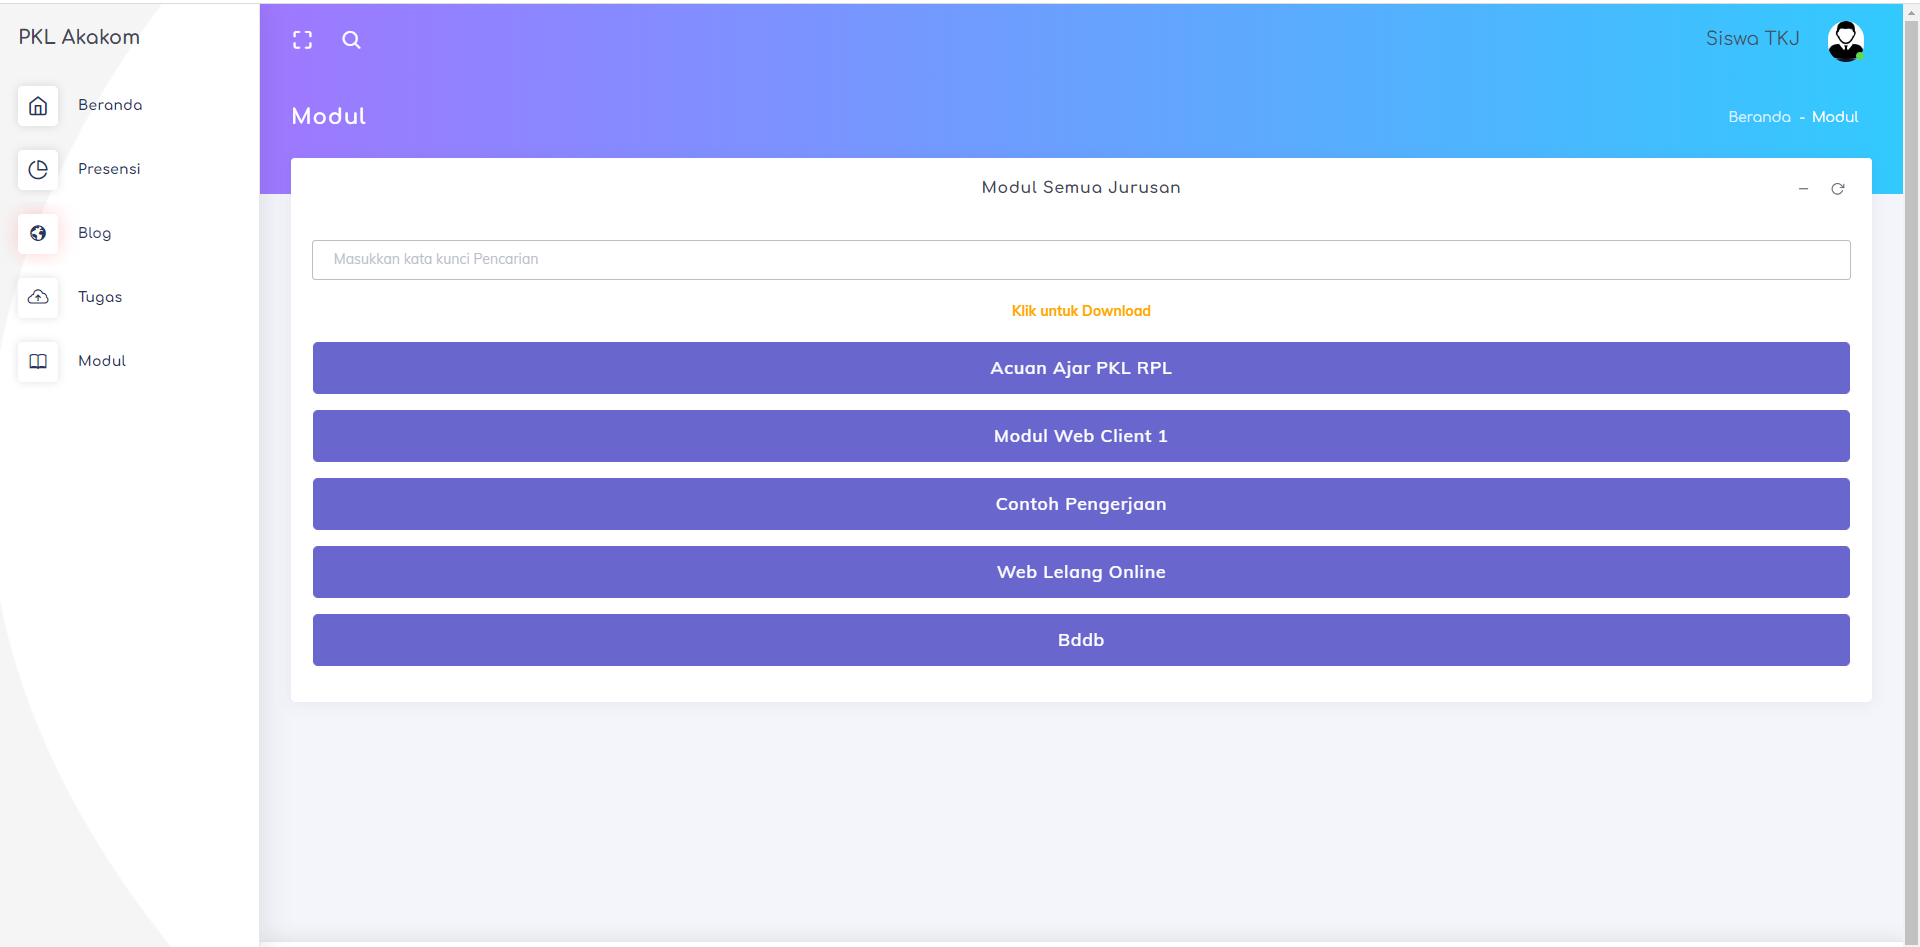 PKL Akakom
Beranda
Presensi
Blog
Tugas
Modul
Siswa TKJ
Modul
Beranda - Modul
Modul Semua Jurusan
Masukkan kata kunci Pencarian
Klik untuk Download
Acuan Ajar PKL RPL
Modul Web Client 1
Contoh Pengerjaan
Web Lelang Online
Bddb